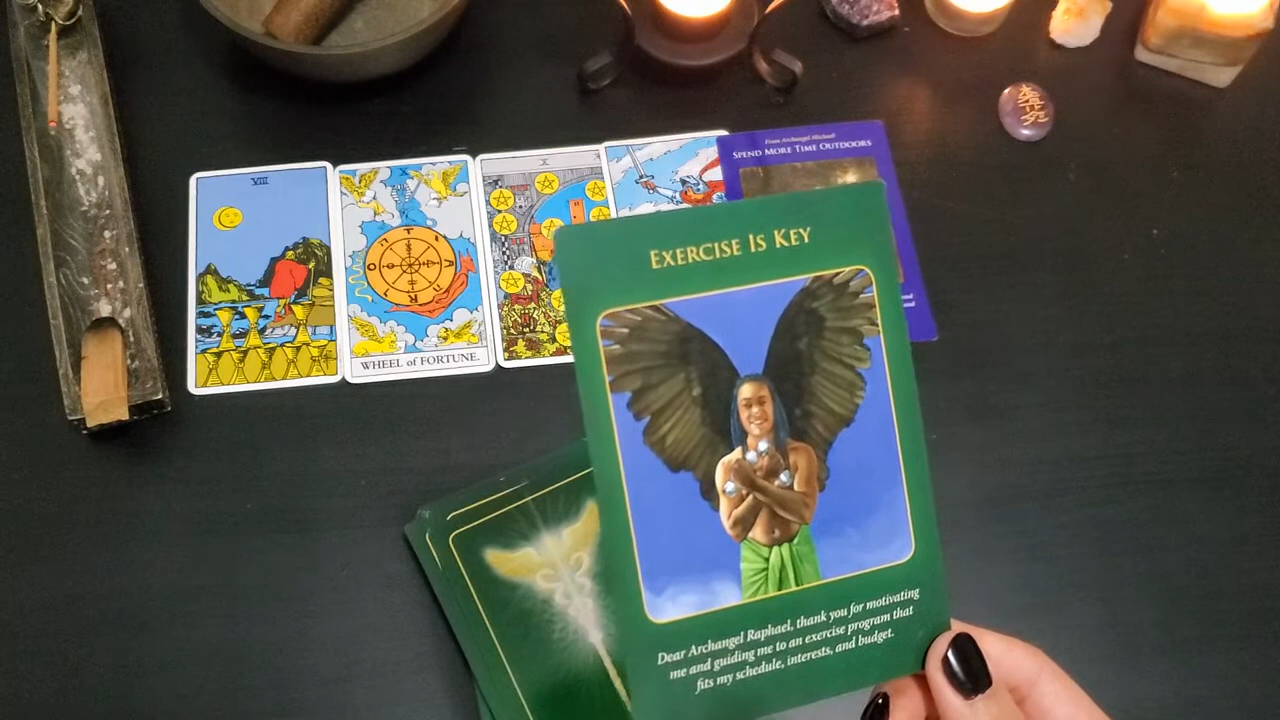 VIII
X
WHEEL of FORTUNE.
X
From Archangel Michael:
SPEND MORE TIME OUTDOORS
EXERCISE IS KEY
Dear Archangel Raphael, thank you for motivating
me and guiding me to an exercise program that
fits my schedule, interests, and budget.